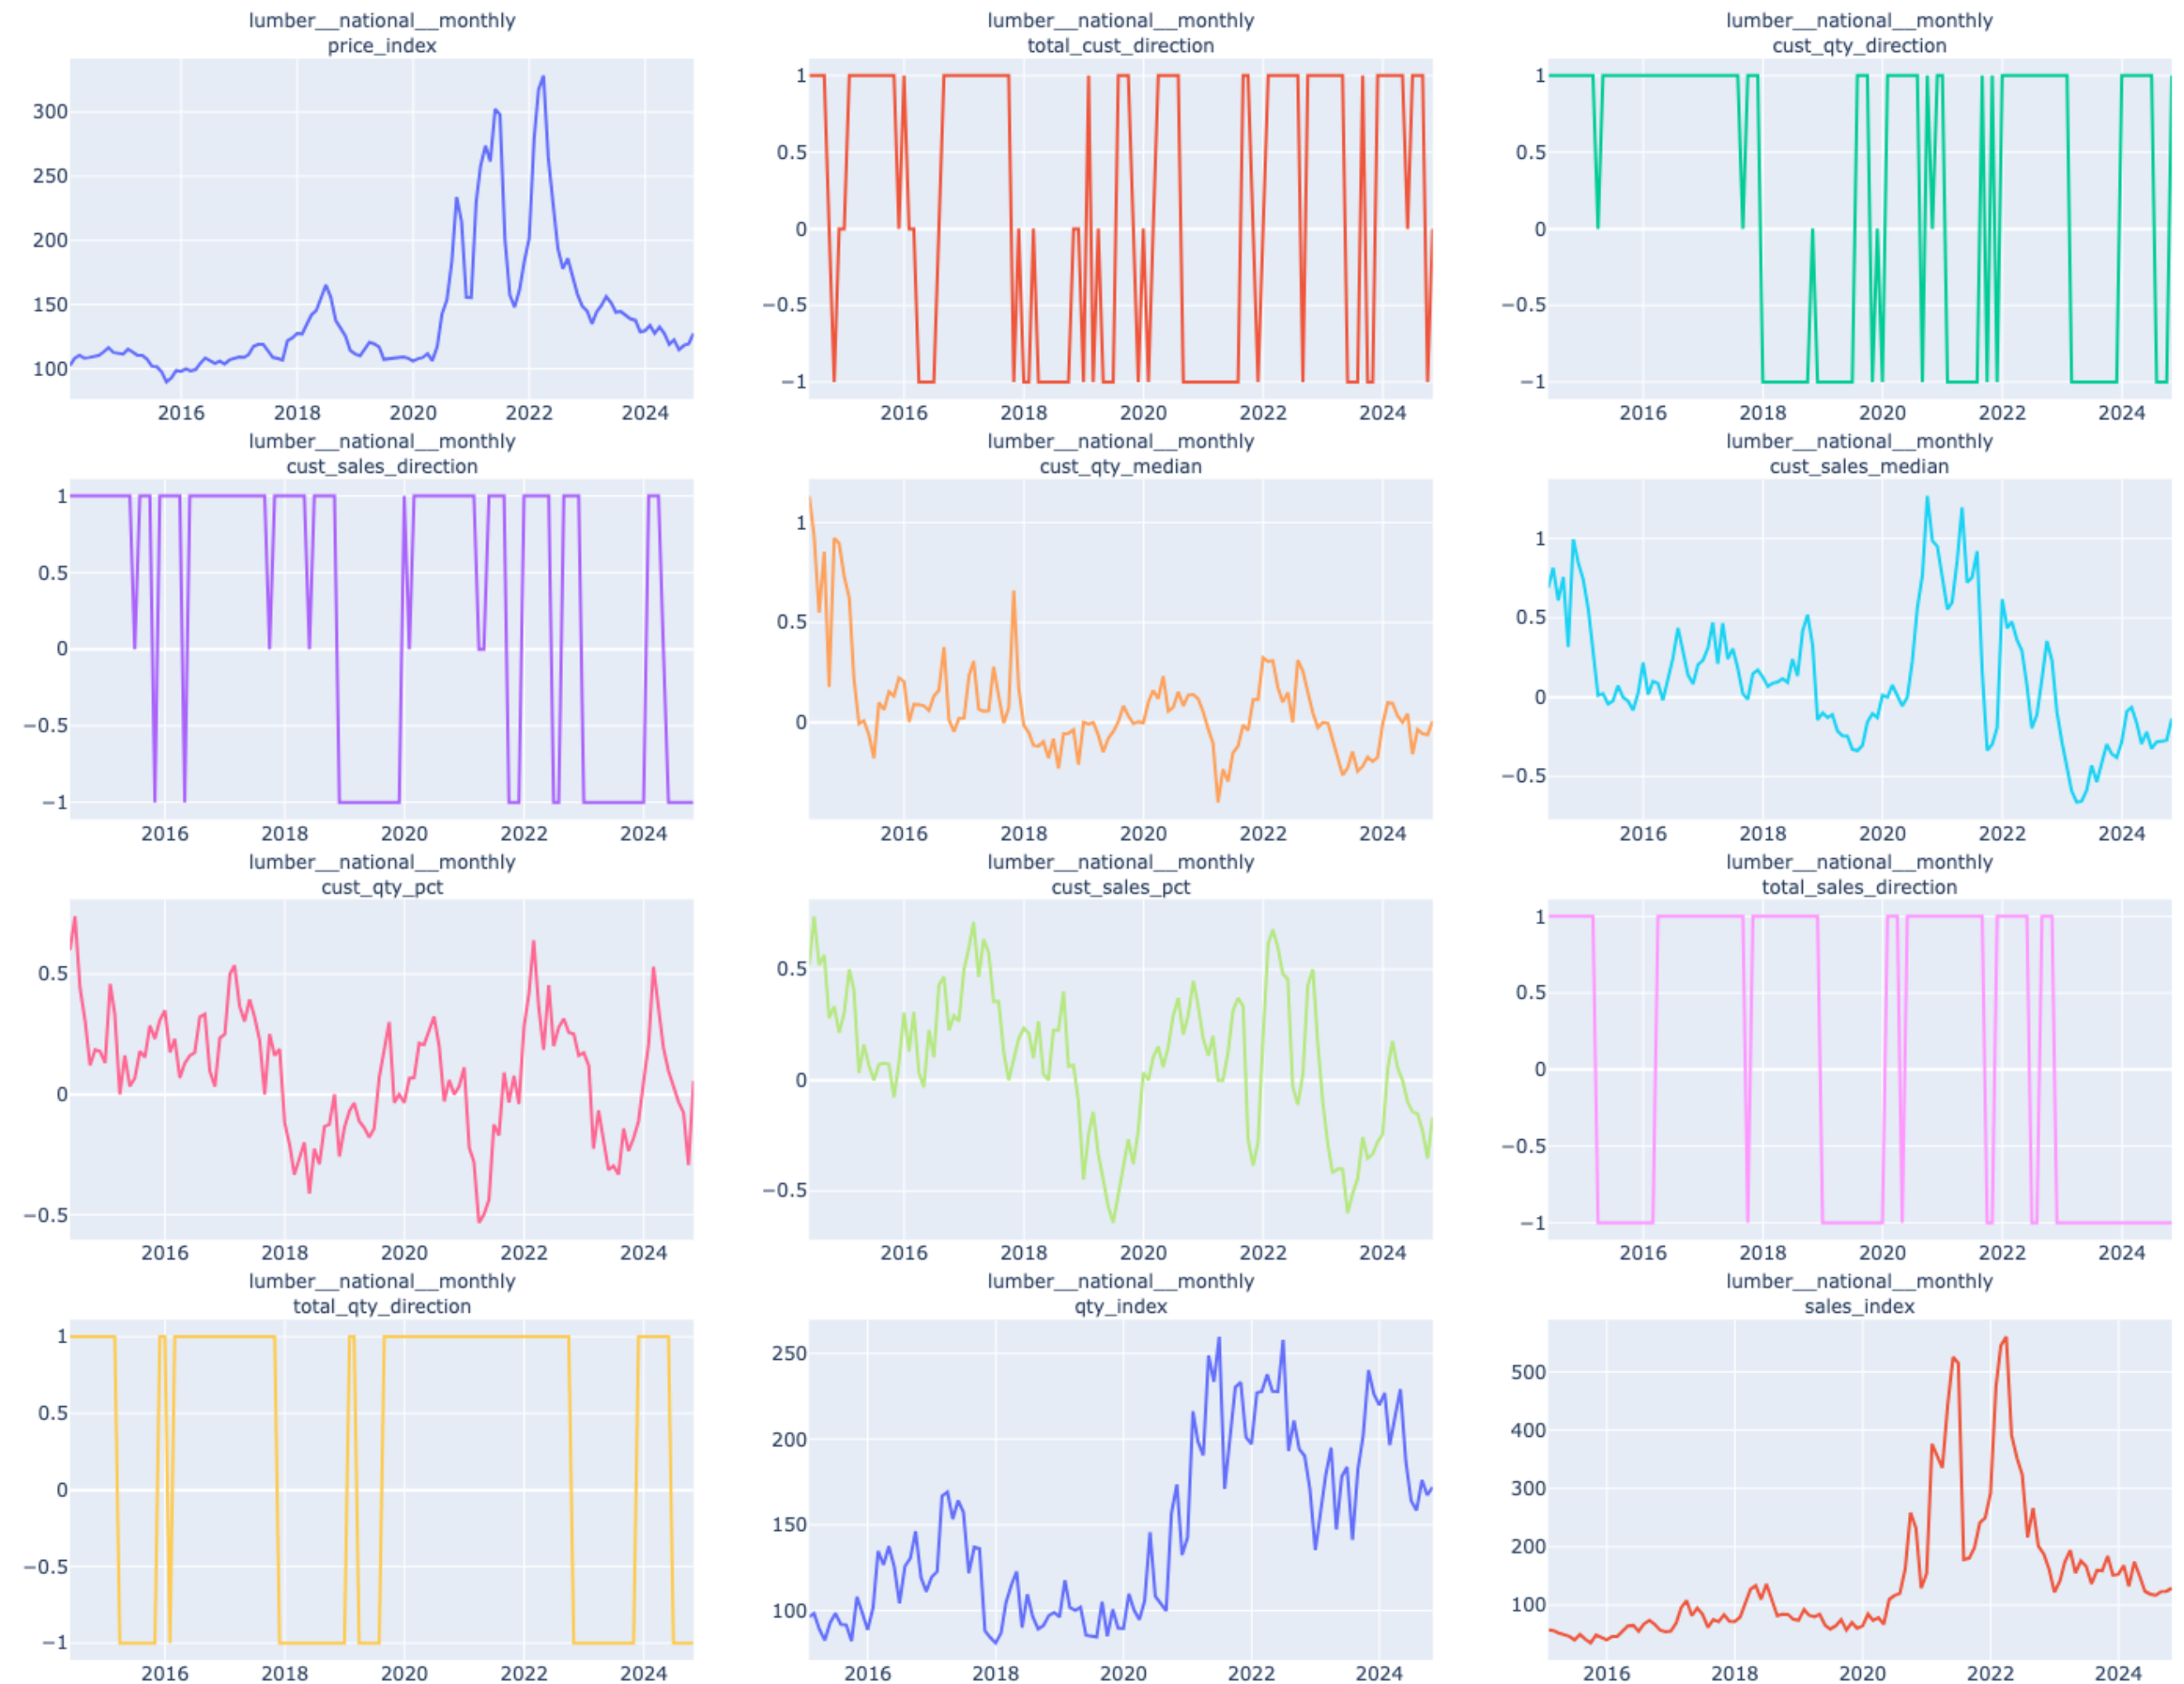 lumber__national__monthly
price_index
300
250
200
150
100
2016 2018 2020 2022 2024
lumber__national__monthly
total_cust_direction
1
0.5
0
−0.5
−1
2016 2018 2020 2022 2024
lumber__national__monthly
cust_qty_direction
1
0.5
0
−0.5
−1
2016 2018 2020 2022 2024
lumber__national__monthly
cust_sales_direction
1
0.5
0
−0.5
−1
2016 2018 2020 2022 2024
lumber__national__monthly
cust_qty_median
1
0.5
0
2016 2018 2020 2022 2024
lumber__national__monthly
cust_sales_median
1
0.5
0
−0.5
2016 2018 2020 2022 2024
lumber__national__monthly
cust_qty_pct
0.5
0
−0.5
2016 2018 2020 2022 2024
lumber__national__monthly
cust_sales_pct
0.5
0
−0.5
2016 2018 2020 2022 2024
lumber__national__monthly
total_sales_direction
1
0.5
0
−0.5
−1
2016 2018 2020 2022 2024
lumber__national__monthly
total_qty_direction
1
0.5
0
−0.5
−1
2016 2018 2020 2022 2024
lumber__national__monthly
qty_index
250
200
150
100
2016 2018 2020 2022 2024
lumber__national__monthly
sales_index
500
400
300
200
100
2016 2018 2020 2022 2024